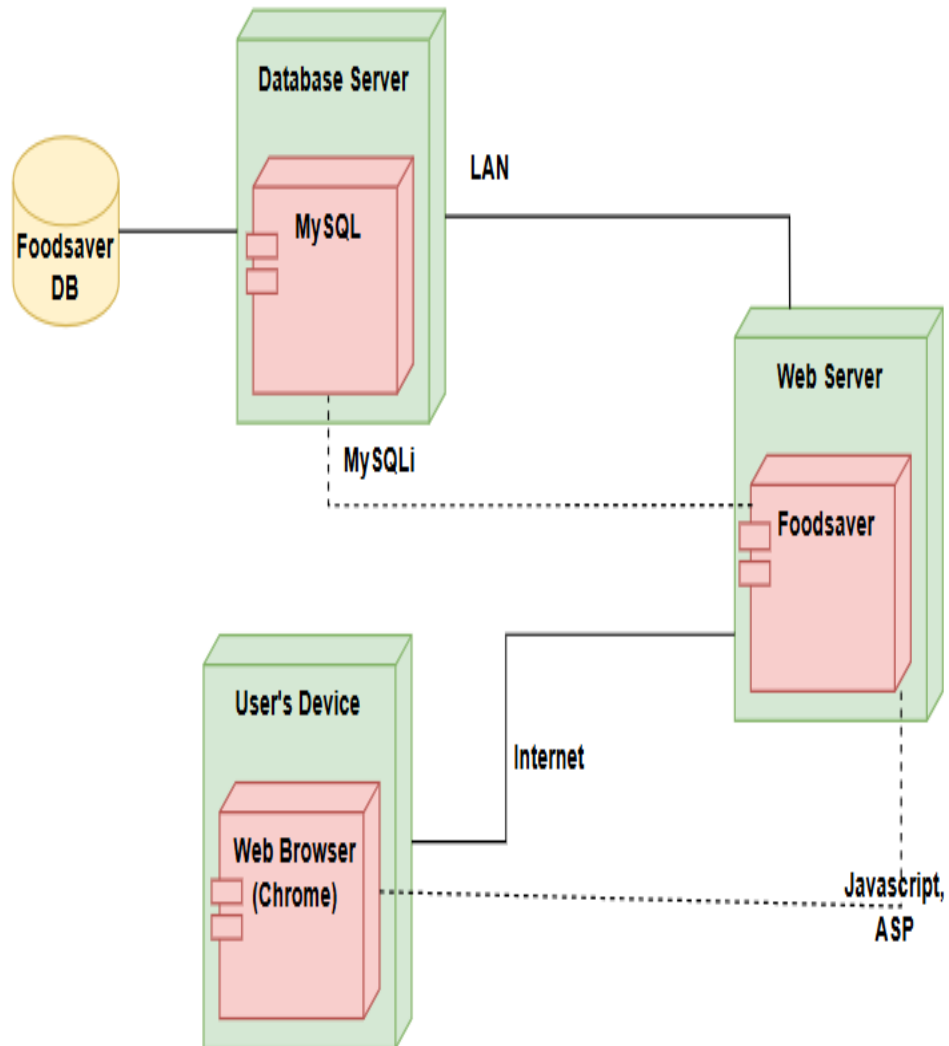 Database Server
LAN
MySQL
Foodsaver
DB
Web Server
MySQLi
Foodsaver
User's Device
Internet
Web Browser
(Chrome)
Javascript,
ASP